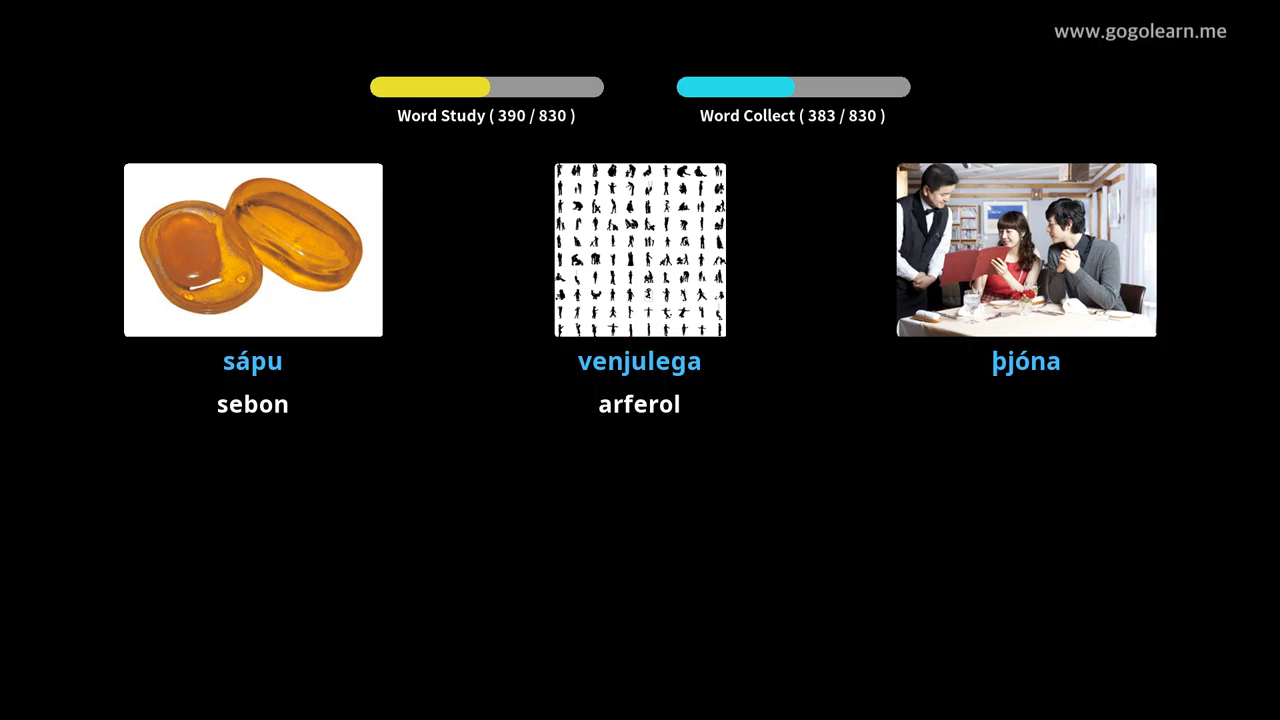 www.gogolearn.me
Word Study ( 390 / 830 )
Word Collect ( 383 / 830 )
sápu
venjulega
þjóna
sebon
arferol